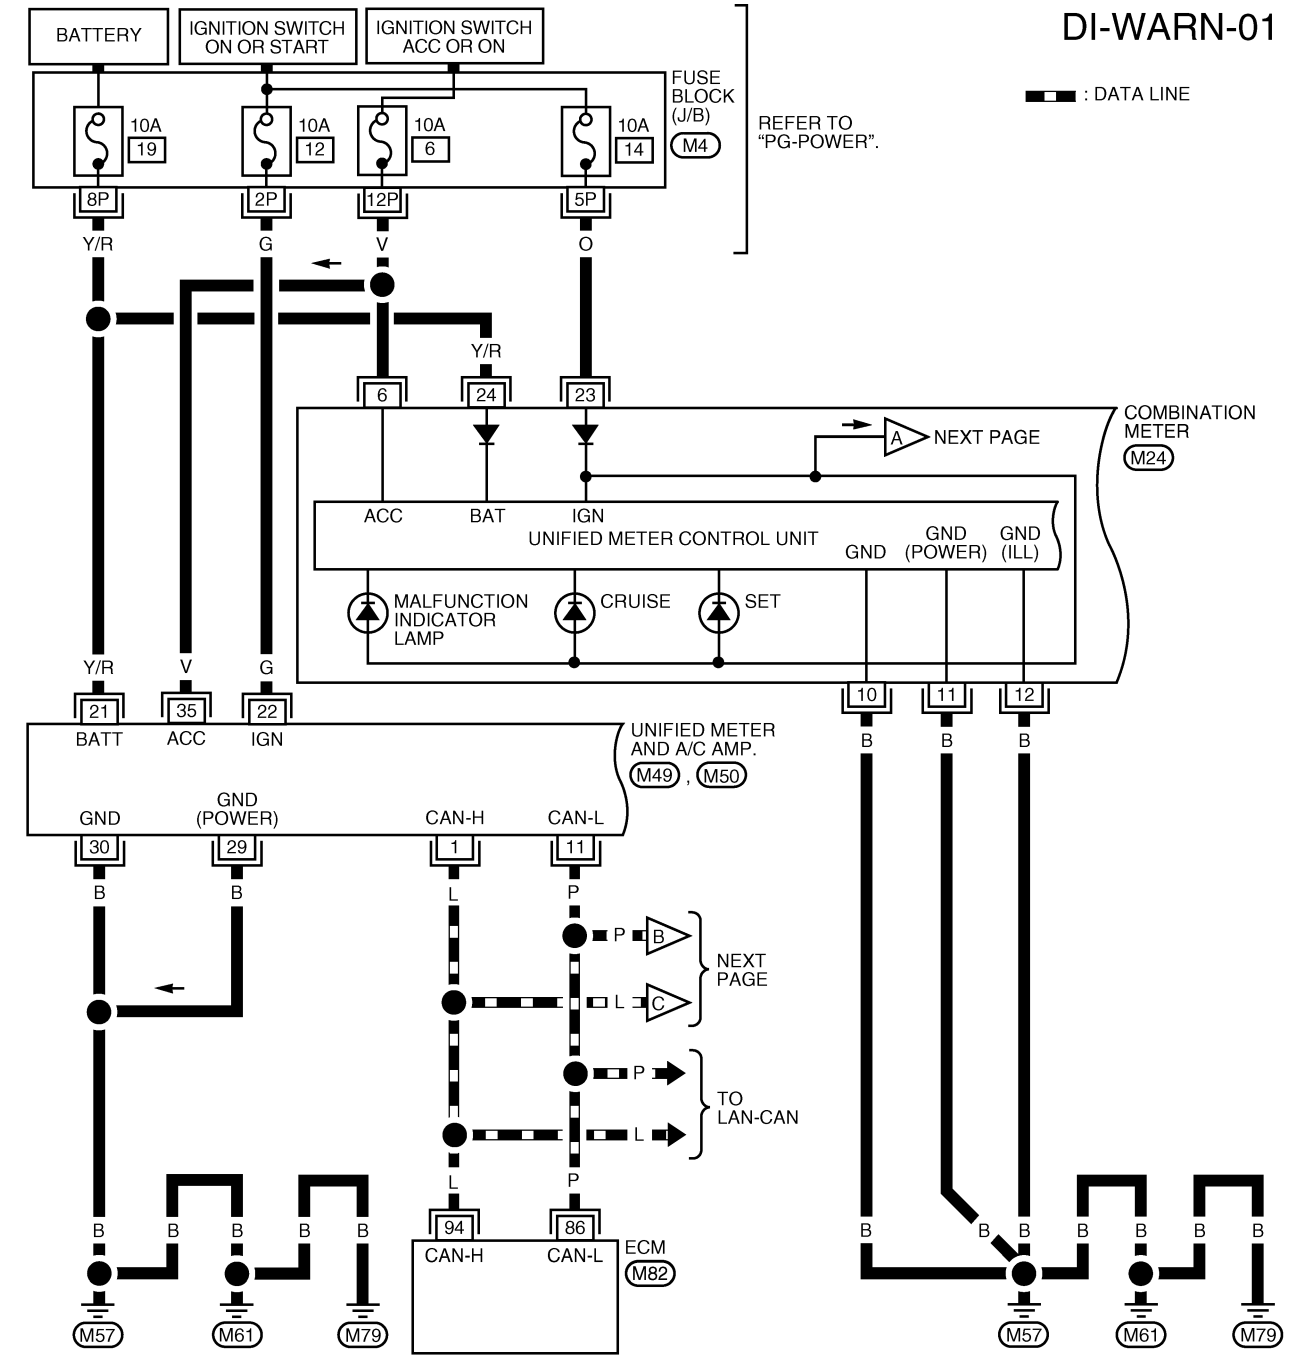 DI-WARN-01
: DATA LINE
BATTERY
IGNITION SWITCH
ON OR START
IGNITION SWITCH
ACC OR ON
FUSE
BLOCK
(J/B)
M4
REFER TO
“PG-POWER”.
10A
19
10A
12
10A
6
10A
14
8P
2P
12P
5P
Y/R
G
V
O
Y/R
6
24
23
COMBINATION
METER
M24
A
NEXT PAGE
ACC
BAT
IGN
UNIFIED METER CONTROL UNIT
GND
GND
(POWER)
GND
(ILL)
MALFUNCTION
INDICATOR
LAMP
CRUISE
SET
Y/R
V
G
10
11
12
21
35
22
B
B
B
BATT
ACC
IGN
UNIFIED METER
AND A/C AMP.
M49
,
M50
GND
GND
(POWER)
CAN-H
CAN-L
30
29
1
11
B
B
L
P
P
B
L
C
NEXT
PAGE
P
L
TO
LAN-CAN
L
P
B
B
B
B
B
94
86
CAN-H
CAN-L
ECM
M82
B
B
B
B
B
B
B
M57
M61
M79
M57
M61
M79